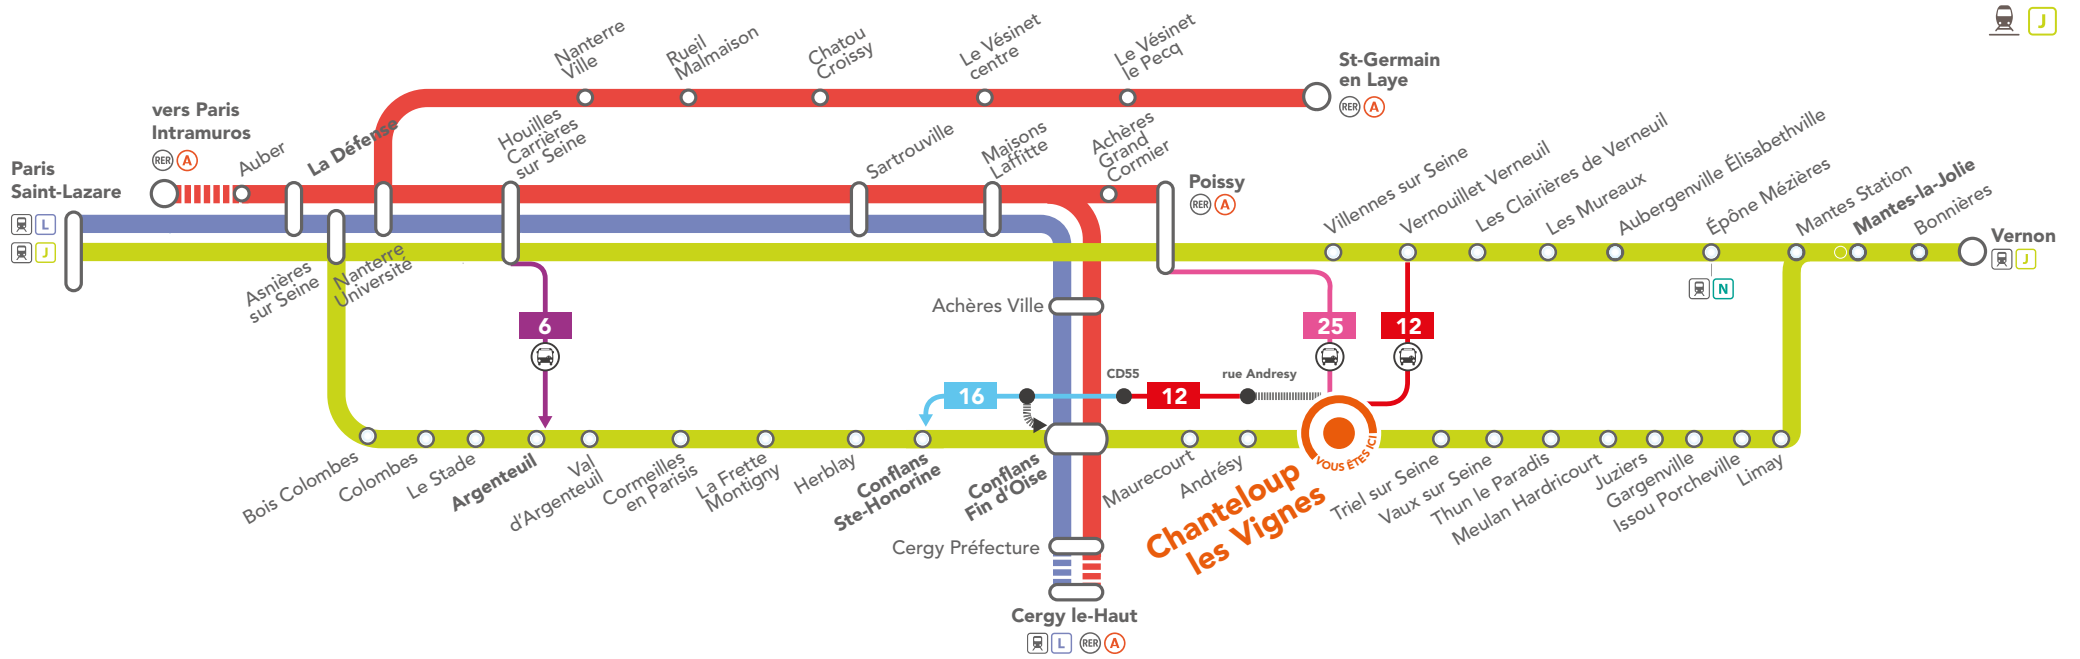 J
Nanterre
Ville
Rueil
Malmaison
Chatou
Croissy
Le Vésinet
centre
Le Vésinet
le Pecq
St-Germain
en Laye
RER A
vers Paris
Intramuros
RER A
Auber
La Défense
Houilles
Carrières
sur Seine
Sartrouville
Maisons
Laffitte
Achères
Grand
Cormier
Poissy
RER A
Paris
Saint-Lazare
L
J
Asnières
sur Seine
Nanterre
Université
Villennes sur Seine
Vernouillet Verneuil
Les Clairières de Verneuil
Les Mureaux
Aubergenville Élisabethville
Épône Mézières
N
Mantes Station
Mantes-la-Jolie
Bonnières
Vernon
J
Achères Ville
6
25
12
CD55
rue Andresy
16
12
Bois Colombes
Colombes
Le Stade
Argenteuil
Val
d'Argenteuil
Cormeilles
en Parisis
La Frette
Montigny
Herblay
Conflans
Ste-Honorine
Conflans
Fin d'Oise
Maurecourt
Andrésy
VOUS ÊTES ICI
Chanteloup
les Vignes
Triel sur Seine
Vaux sur Seine
Thun le Paradis
Meulan Hardricourt
Juziers
Gargenville
Issou Porcheville
Limay
Cergy Préfecture
Cergy le-Haut
L RER A